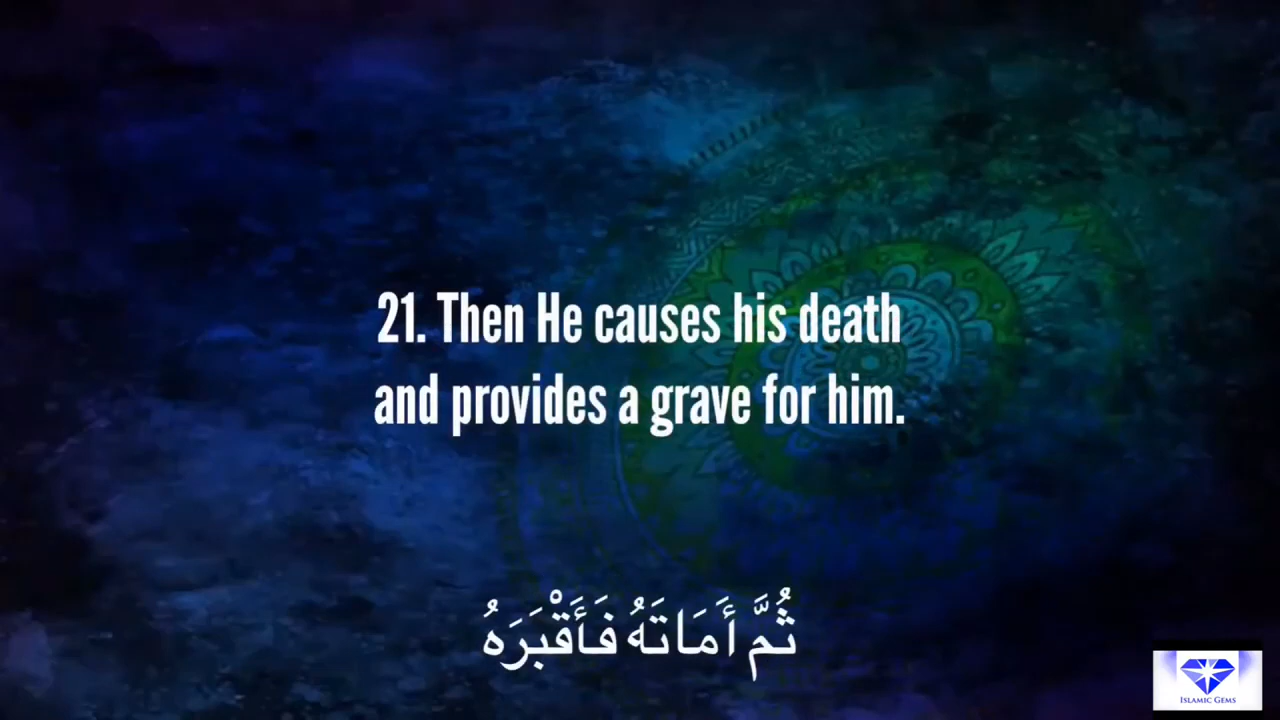 21. Then He causes his death
and provides a grave for him.
ثُمَّ أَمَاتَهُ فَأَقْبَرَهُ
ISLAMIC GEMS